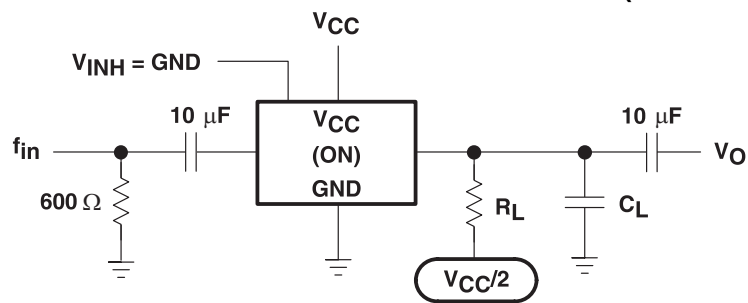 VCC
VINH = GND
10 μF
VCC
(ON)
GND
10 μF
fin
VO
600 Ω
RL
CL
VCC/2